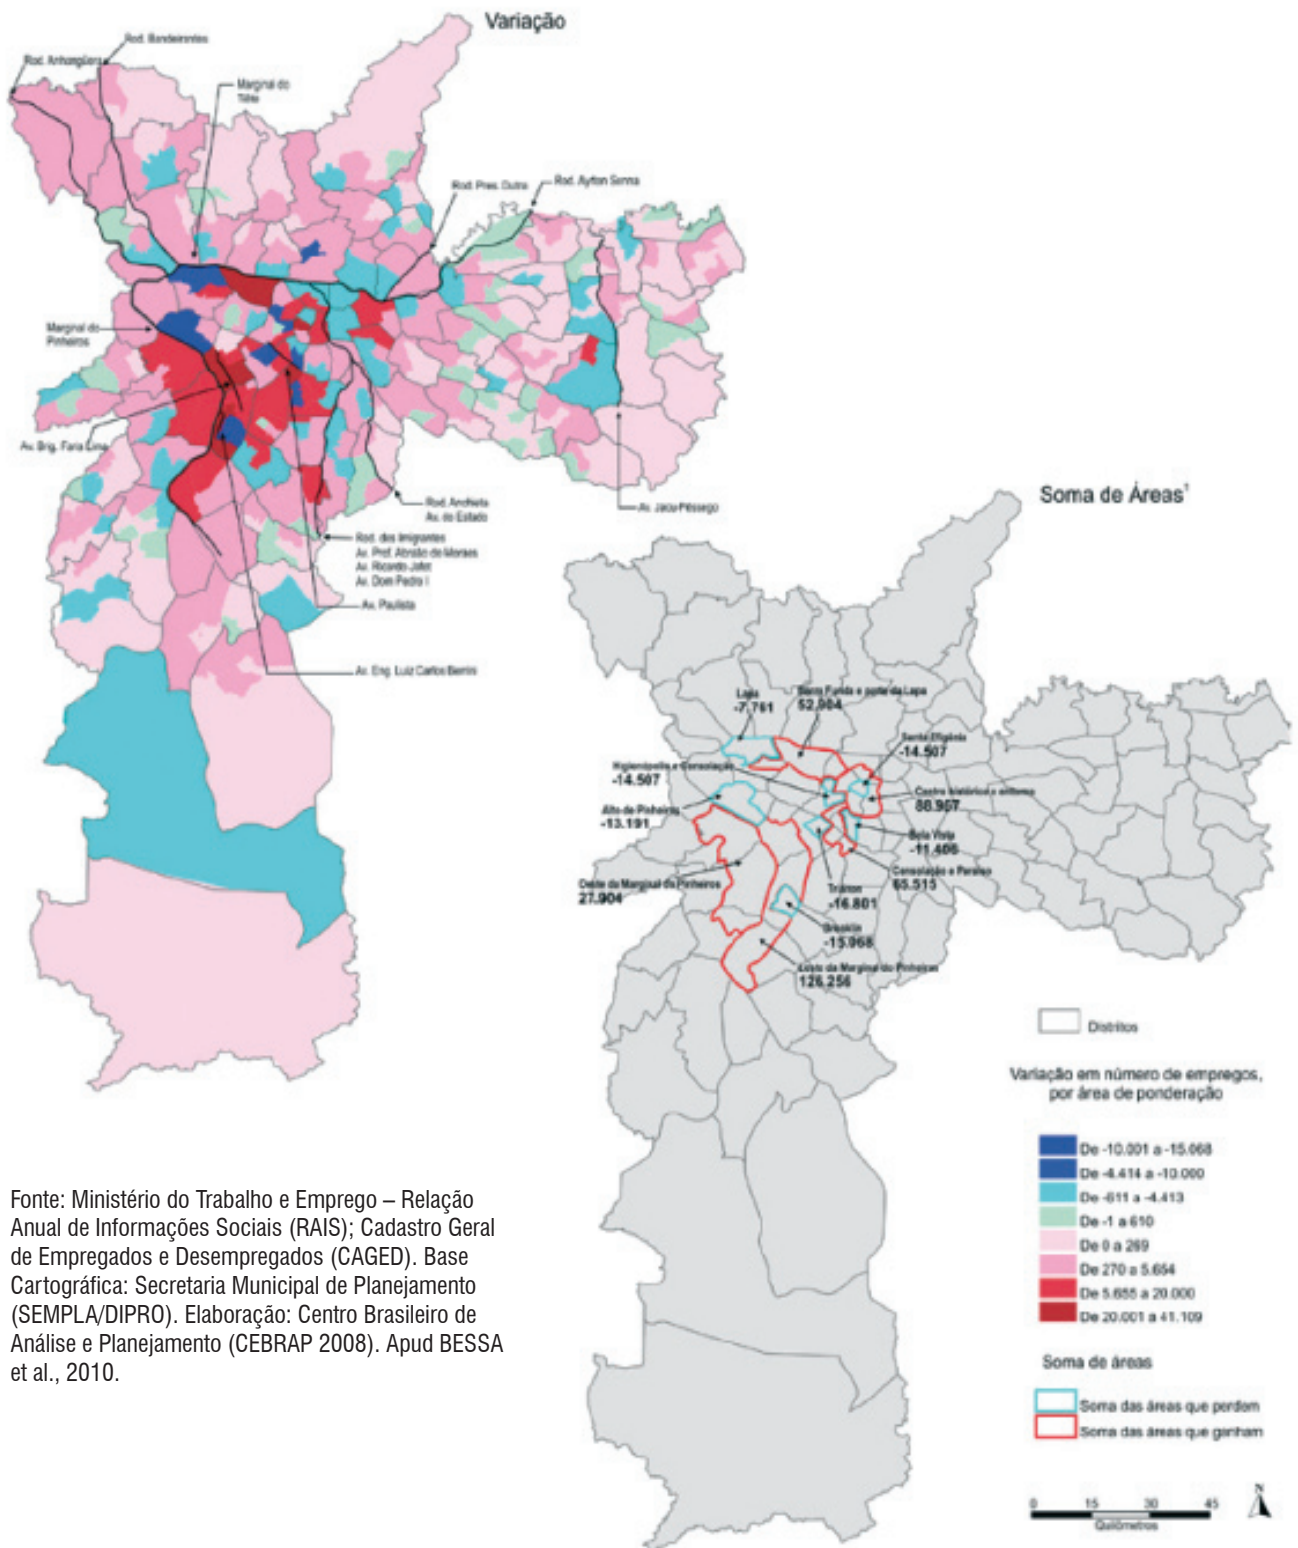 Variação
Rod. Bandeirantes
Rod. Anhangüera
Marginal do
Tiête
Rod. Pres. Dutra
Rod. Ayrton Senna
Marginal do
Pinheiros
Av. Brig. Faria Lima
Rod. Anchieta
Av. do Estado
Av. Jacu-Pêssego
Rod. dos Imigrantes
Av. Prof. Abraão de Moraes
Av. Ricardo Jafet
Av. Dom Pedro I
Av. Paulista
Av. Eng. Luiz Carlos Berrini
Soma de Áreas¹
Lapa
-7.761
Barra Funda e parte da Lapa
52.904
Santa Efigênia
-14.507
Higienópolis e Consolação
-14.507
Centro histórico e entorno
88.967
Alto de Pinheiros
-13.191
Bela Vista
-11.406
Consolação e Paraíso
65.515
Oeste da Marginal do Pinheiros
27.904
Trianon
-16.801
Brooklin
-15.068
Leste da Marginal do Pinheiros
126.256
Distritos
Variação em número de empregos,
por área de ponderação
De -10.001 a -15.068
De -4.414 a -10.000
De -611 a -4.413
De -1 a 610
De 0 a 269
De 270 a 5.654
De 5.655 a 20.000
De 20.001 a 41.109
Soma de áreas
Soma das áreas que perdem
Soma das áreas que ganham
0 15 30 45
Quilômetros
N
Fonte: Ministério do Trabalho e Emprego – Relação
Anual de Informações Sociais (RAIS); Cadastro Geral
de Empregados e Desempregados (CAGED). Base
Cartográfica: Secretaria Municipal de Planejamento
(SEMPLA/DIPRO). Elaboração: Centro Brasileiro de
Análise e Planejamento (CEBRAP 2008). Apud BESSA
et al., 2010.